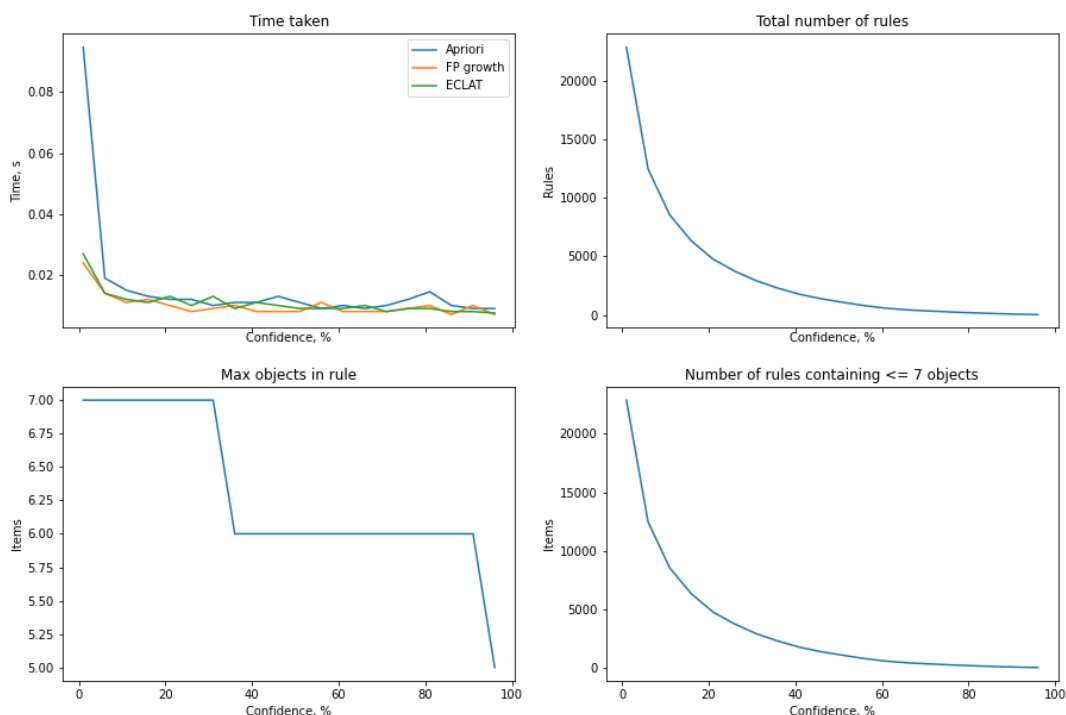 Time taken
Time, s
0.08
0.06
0.04
0.02
Apriori
FP growth
ECLAT
Confidence, %
Total number of rules
Rules
20000
15000
10000
5000
0
Confidence, %
Max objects in rule
Items
7.00
6.75
6.50
6.25
6.00
5.75
5.50
5.25
5.00
0 20 40 60 80 100
Confidence, %
Number of rules containing <= 7 objects
Items
20000
15000
10000
5000
0
0 20 40 60 80 100
Confidence, %